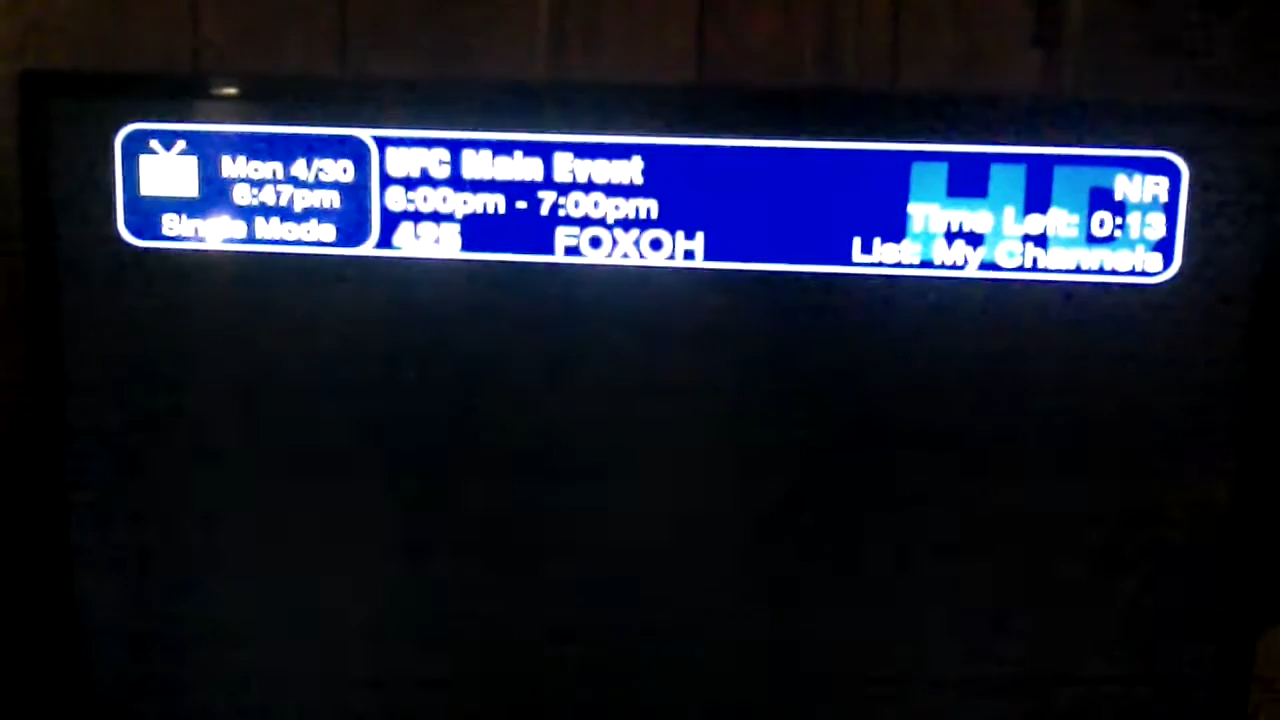 Mon 4/30
6:47pm
Single Mode
UFC Main Event
6:00pm - 7:00pm
425 FOXOH
HD
NR
Time Left: 0:13
List: My Channels